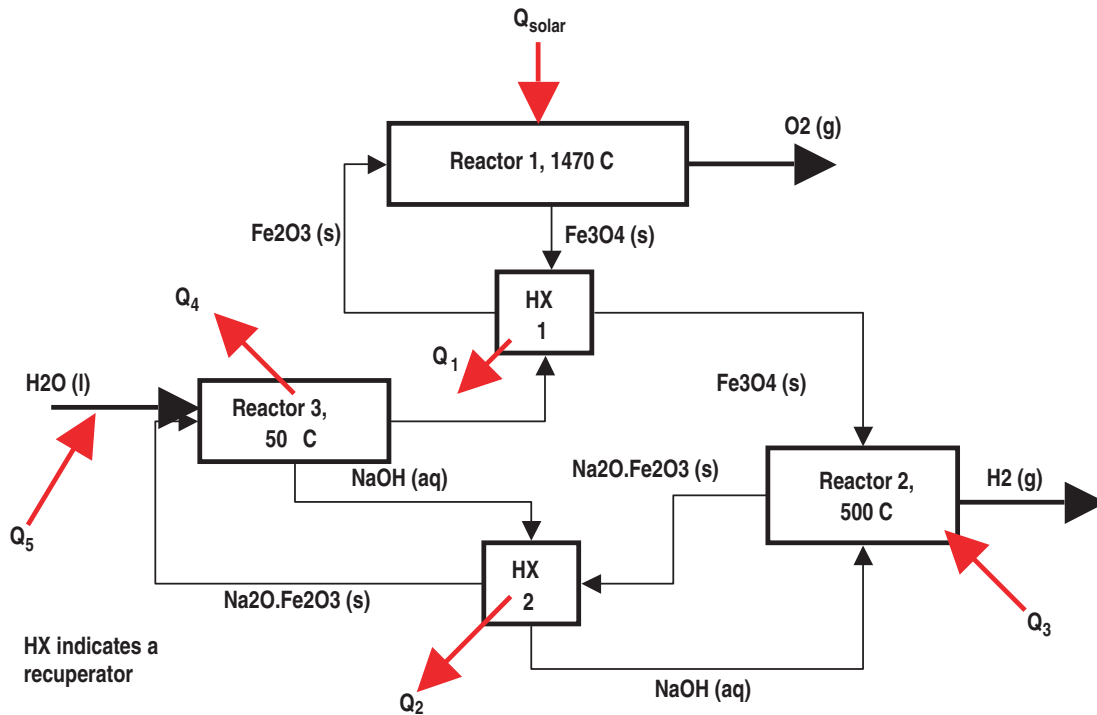 Qsolar
O2 (g)
Reactor 1, 1470 C
Fe2O3 (s)
Fe3O4 (s)
HX
1
Q4
Q1
H2O (l)
Reactor 3,
50 C
Fe3O4 (s)
NaOH (aq)
Na2O.Fe2O3 (s)
Reactor 2,
500 C
H2 (g)
Q5
HX
2
Na2O.Fe2O3 (s)
Q3
HX indicates a
recuperator
Q2
NaOH (aq)